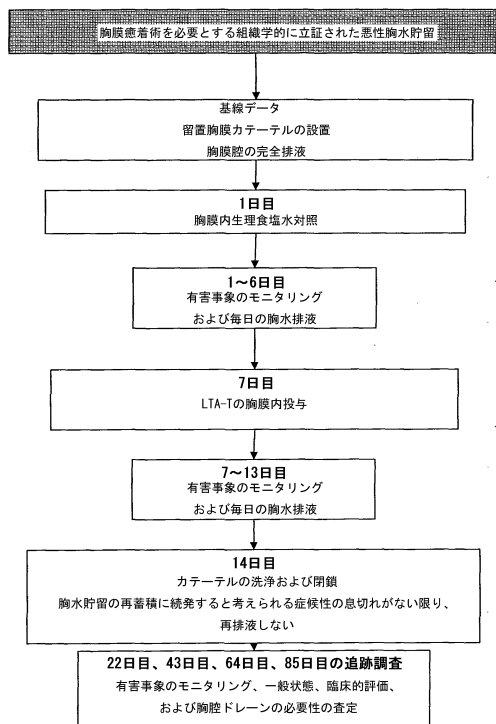 胸膜癒着術を必要とする組織学的に立証された悪性胸水貯留
基線データ
留置胸膜カテーテルの設置
胸膜腔の完全排液
1日目
胸膜内生理食塩水対照
1～6日目
有害事象のモニタリング
および毎日の胸水排液
7日目
LTA-Tの胸膜内投与
7～13日目
有害事象のモニタリング
および毎日の胸水排液
14日目
カテーテルの洗浄および閉鎖
胸水貯留の再蓄積に続発すると考えられる症候性の息切れがない限り、
再排液しない
22日目、43日目、64日目、85日目の追跡調査
有害事象のモニタリング、一般状態、臨床的評価、
および胸腔ドレーンの必要性の査定